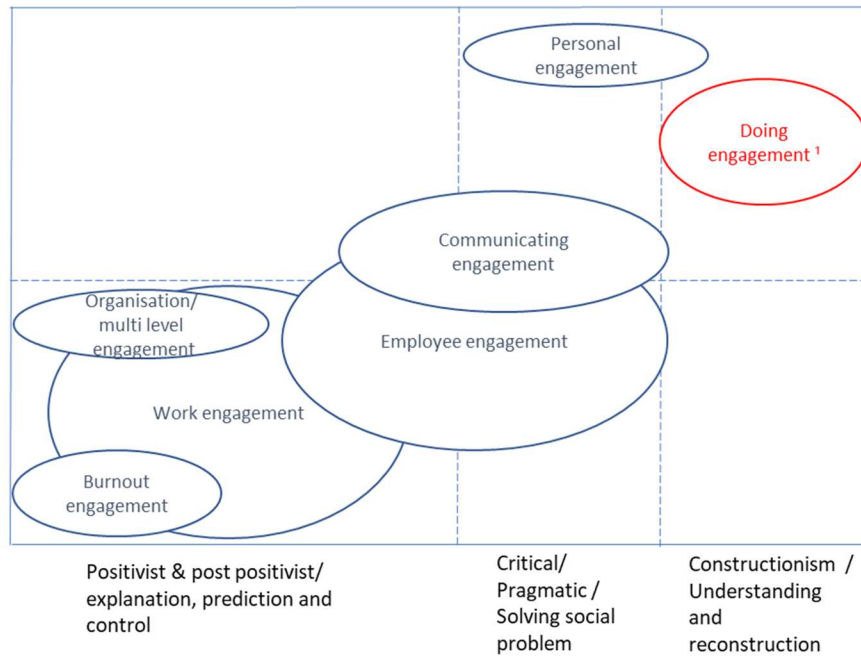 Personal
engagement
Doing
engagement ¹
Communicating
engagement
Organisation/
multi level
engagement
Employee engagement
Work engagement
Burnout
engagement
Positivist & post positivist/
explanation, prediction and
control
Critical/
Pragmatic /
Solving social
problem
Constructionism /
Understanding
and
reconstruction